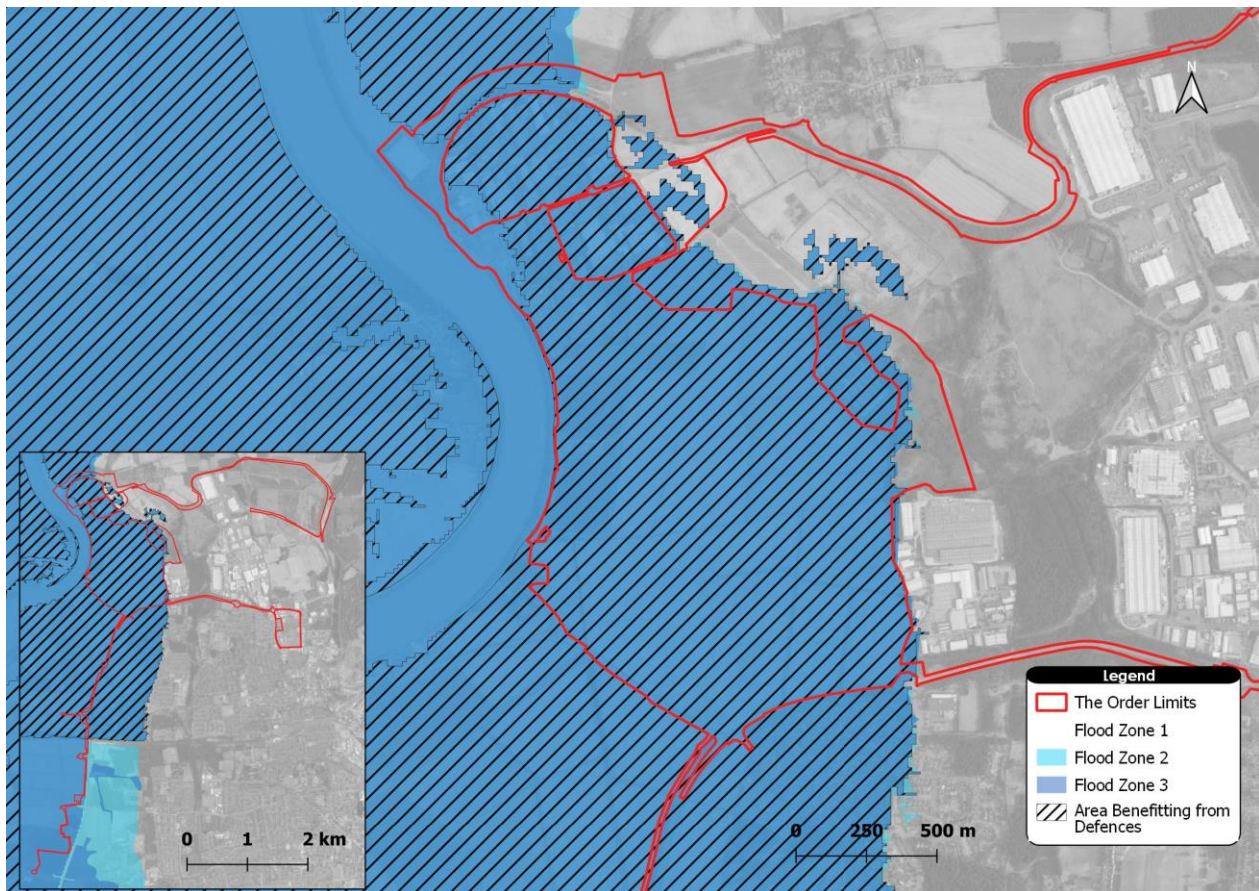 N
Legend
The Order Limits
Flood Zone 1
Flood Zone 2
Flood Zone 3
Area Benefitting from
Defences
0 1 2 km
0 250 500 m